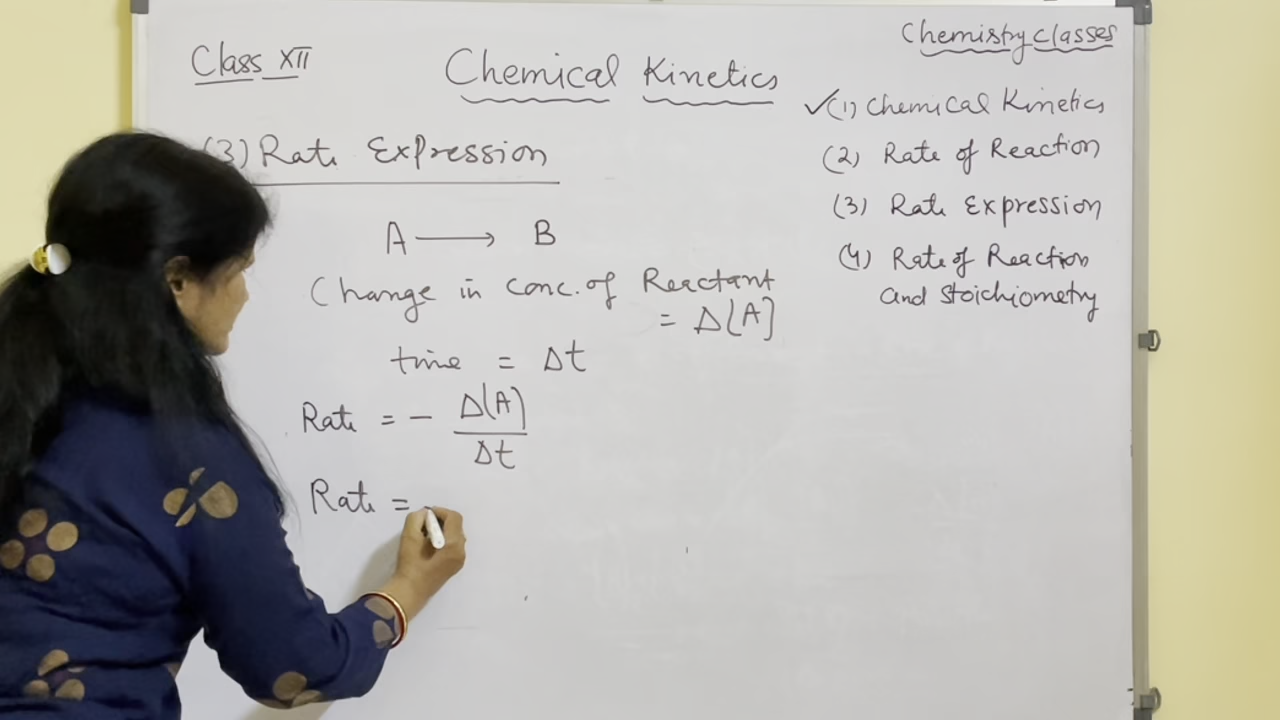 Class XII
Chemical Kinetics
Chemistry classes
✓(1) Chemical Kinetics
(2) Rate of Reaction
(3) Rate Expression
(4) Rate of Reaction
and Stoichiometry
(3) Rate Expression
A ⟶ B
Change in conc. of Reactant
= Δ[A]
time = Δt
Rate = - Δ[A] / Δt
Rate =